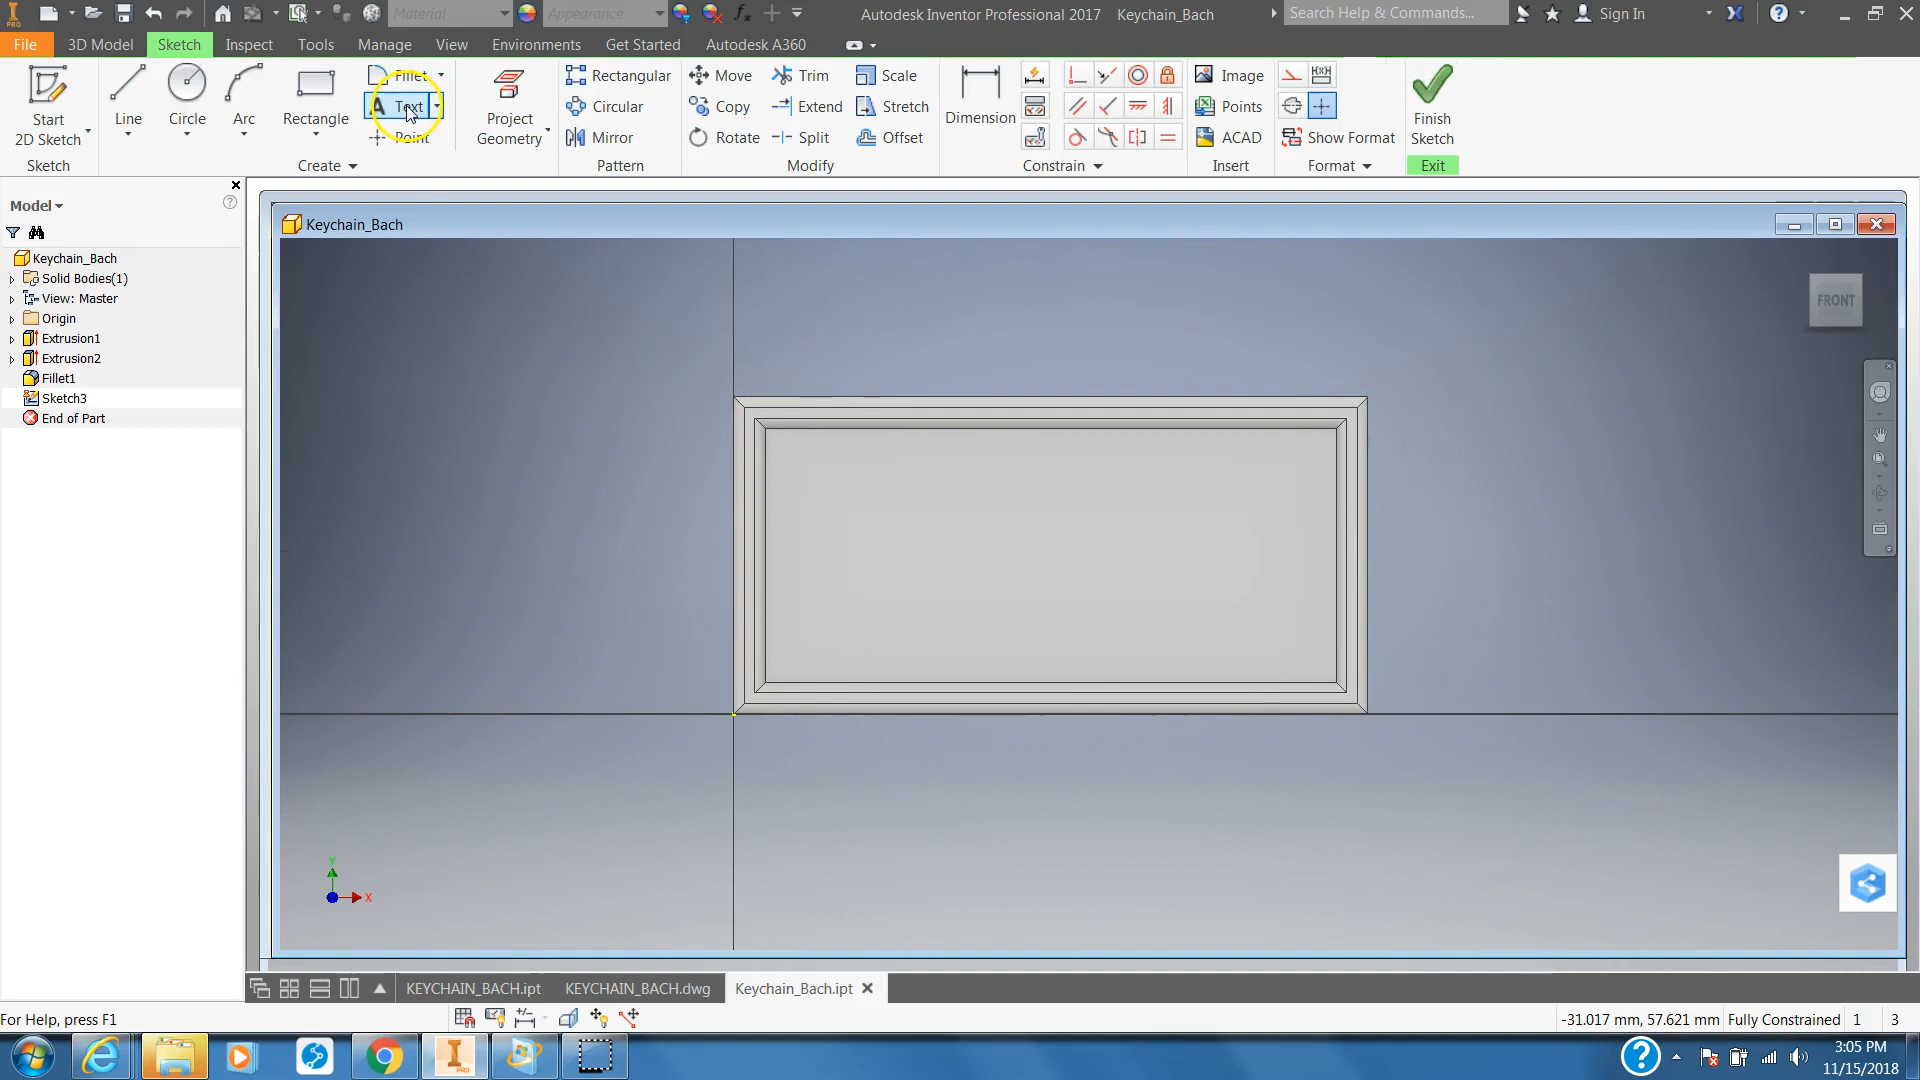 PRO
Material
Appearance
fx
Autodesk Inventor Professional 2017 Keychain_Bach
Search Help & Commands...
Sign In
File 3D Model Sketch Inspect Tools Manage View Environments Get Started Autodesk A360
Start
2D Sketch
Line
Circle
Arc
Rectangle
Fillet
A Text
Point
Project
Geometry
Rectangular
Circular
Mirror
Move
Copy
Rotate
Trim
Extend
Split
Scale
Stretch
Offset
Dimension
Image
Points
ACAD
Show Format
Finish
Sketch
Sketch Create Pattern Modify Constrain Insert Format Exit
Model
Keychain_Bach
Solid Bodies(1)
View: Master
Origin
Extrusion1
Extrusion2
Fillet1
Sketch3
End of Part
Keychain_Bach
FRONT
Y
X
KEYCHAIN_BACH.ipt KEYCHAIN_BACH.dwg Keychain_Bach.ipt
For Help, press F1
-31.017 mm, 57.621 mm Fully Constrained 1 3
3:05 PM
11/15/2018